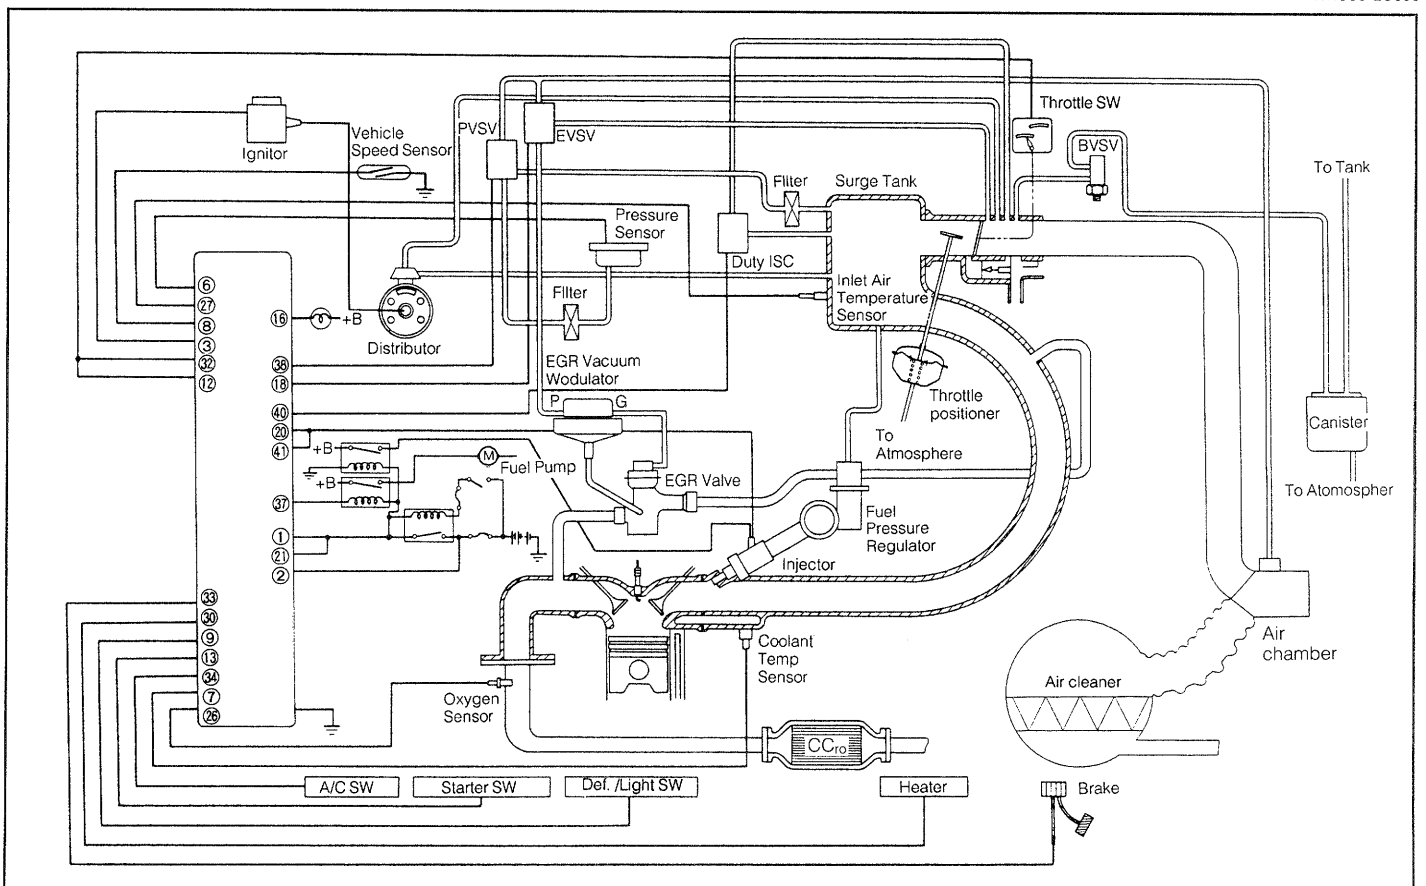 Throttle SW
PVSV
EVSV
BVSV
Ignitor
Vehicle
Speed Sensor
To Tank
Filter
Surge Tank
Pressure
Sensor
Duty ISC
6
27
8
3
32
12
16
+B
Filter
Distributor
Inlet Air
Temperature
Sensor
38
18
40
20
41
EGR Vacuum
Wodulator
P
G
Throttle
positioner
To
Atmosphere
Canister
+B
M
Fuel Pump
EGR Valve
+B
To Atomospher
37
1
21
2
Fuel
Pressure
Regulator
Injector
33
30
9
13
34
7
26
Coolant
Temp
Sensor
Air
chamber
Oxygen
Sensor
Air cleaner
CCro
A/C SW
Starter SW
Def. /Light SW
Heater
Brake